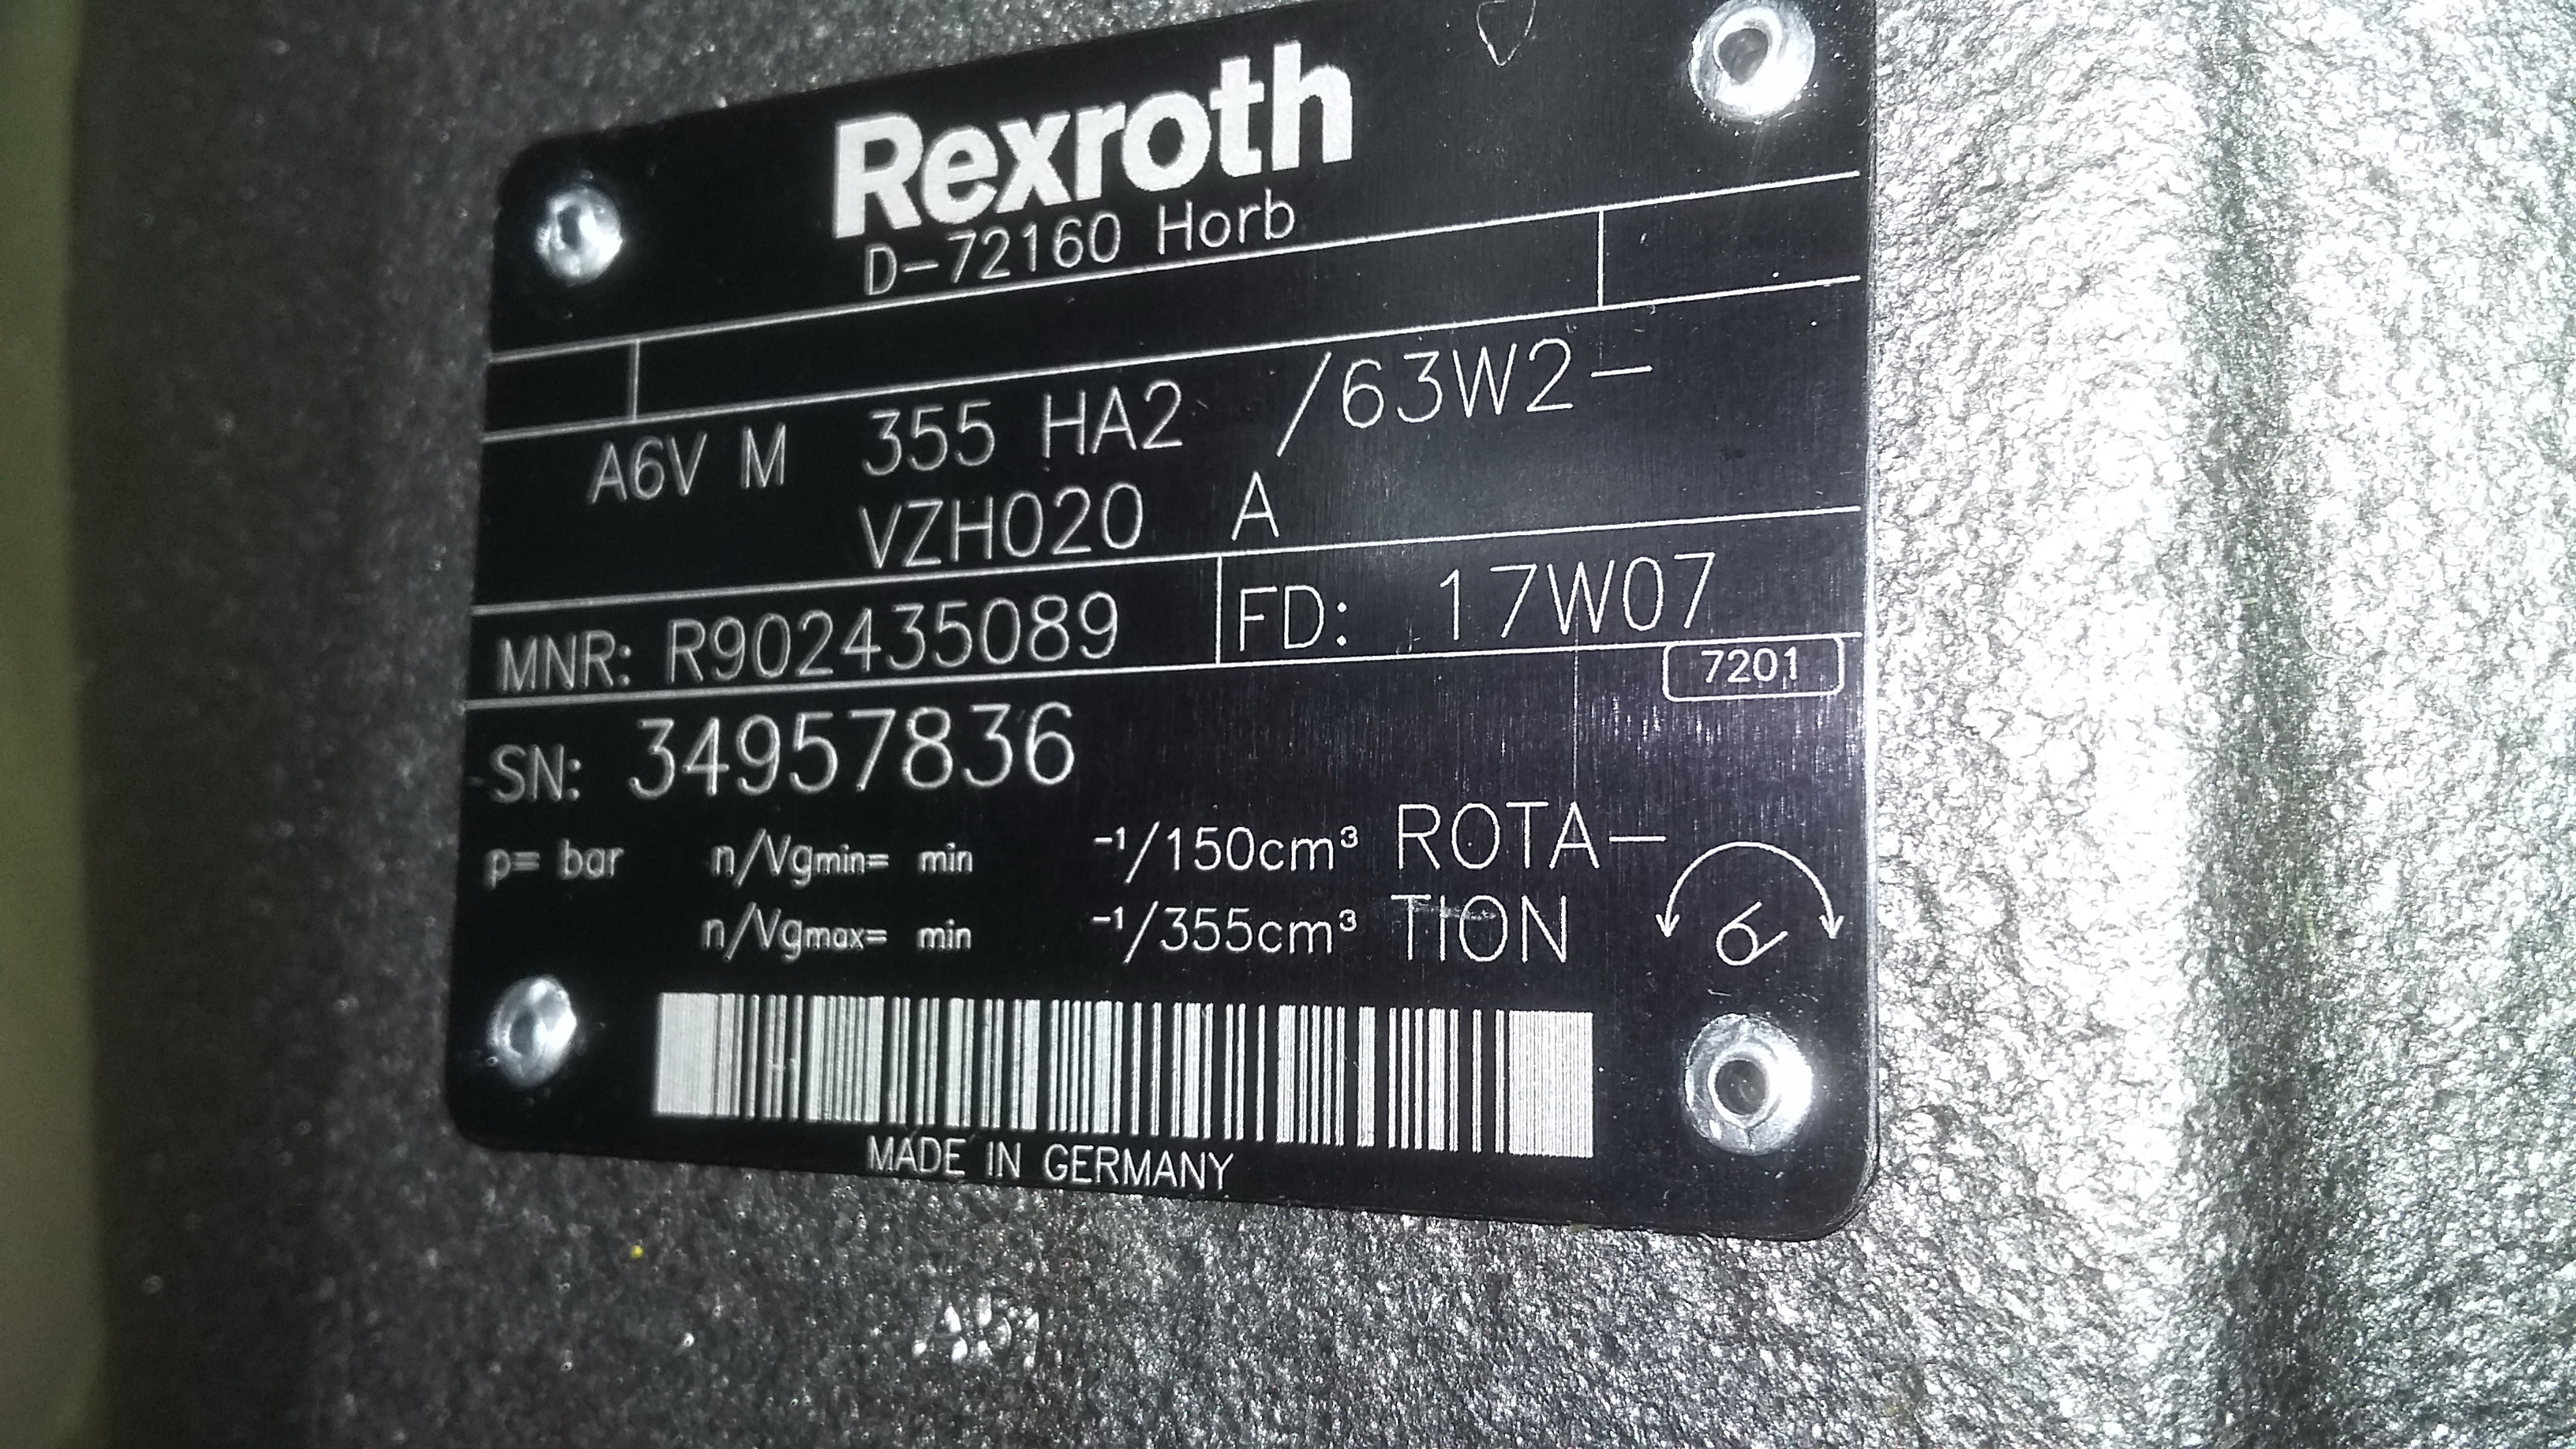 Rexroth
D-72160 Horb
A6V M 355 HA2 /63W2-
VZH020 A
MNR: R902435089 FD: 17W07
7201
SN: 34957836
p= bar n/Vgmin= min -¹/150cm³ ROTA-
n/Vgmax= min -¹/355cm³ TION
MADE IN GERMANY